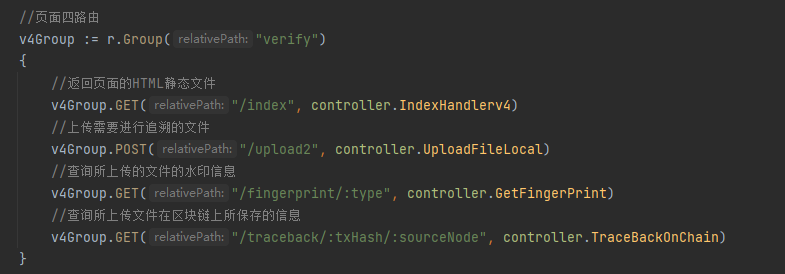 //页面四路由
v4Group := r.Group( relativePath: "verify")
{
//返回页面的HTML静态文件
v4Group.GET( relativePath: "/index", controller.IndexHandlerv4)
//上传需要进行追溯的文件
v4Group.POST( relativePath: "/upload2", controller.UploadFileLocal)
//查询所上传的文件的水印信息
v4Group.GET( relativePath: "/fingerprint/:type", controller.GetFingerPrint)
//查询所上传文件在区块链上所保存的信息
v4Group.GET( relativePath: "/traceback/:txHash/:sourceNode", controller.TraceBackOnChain)
}